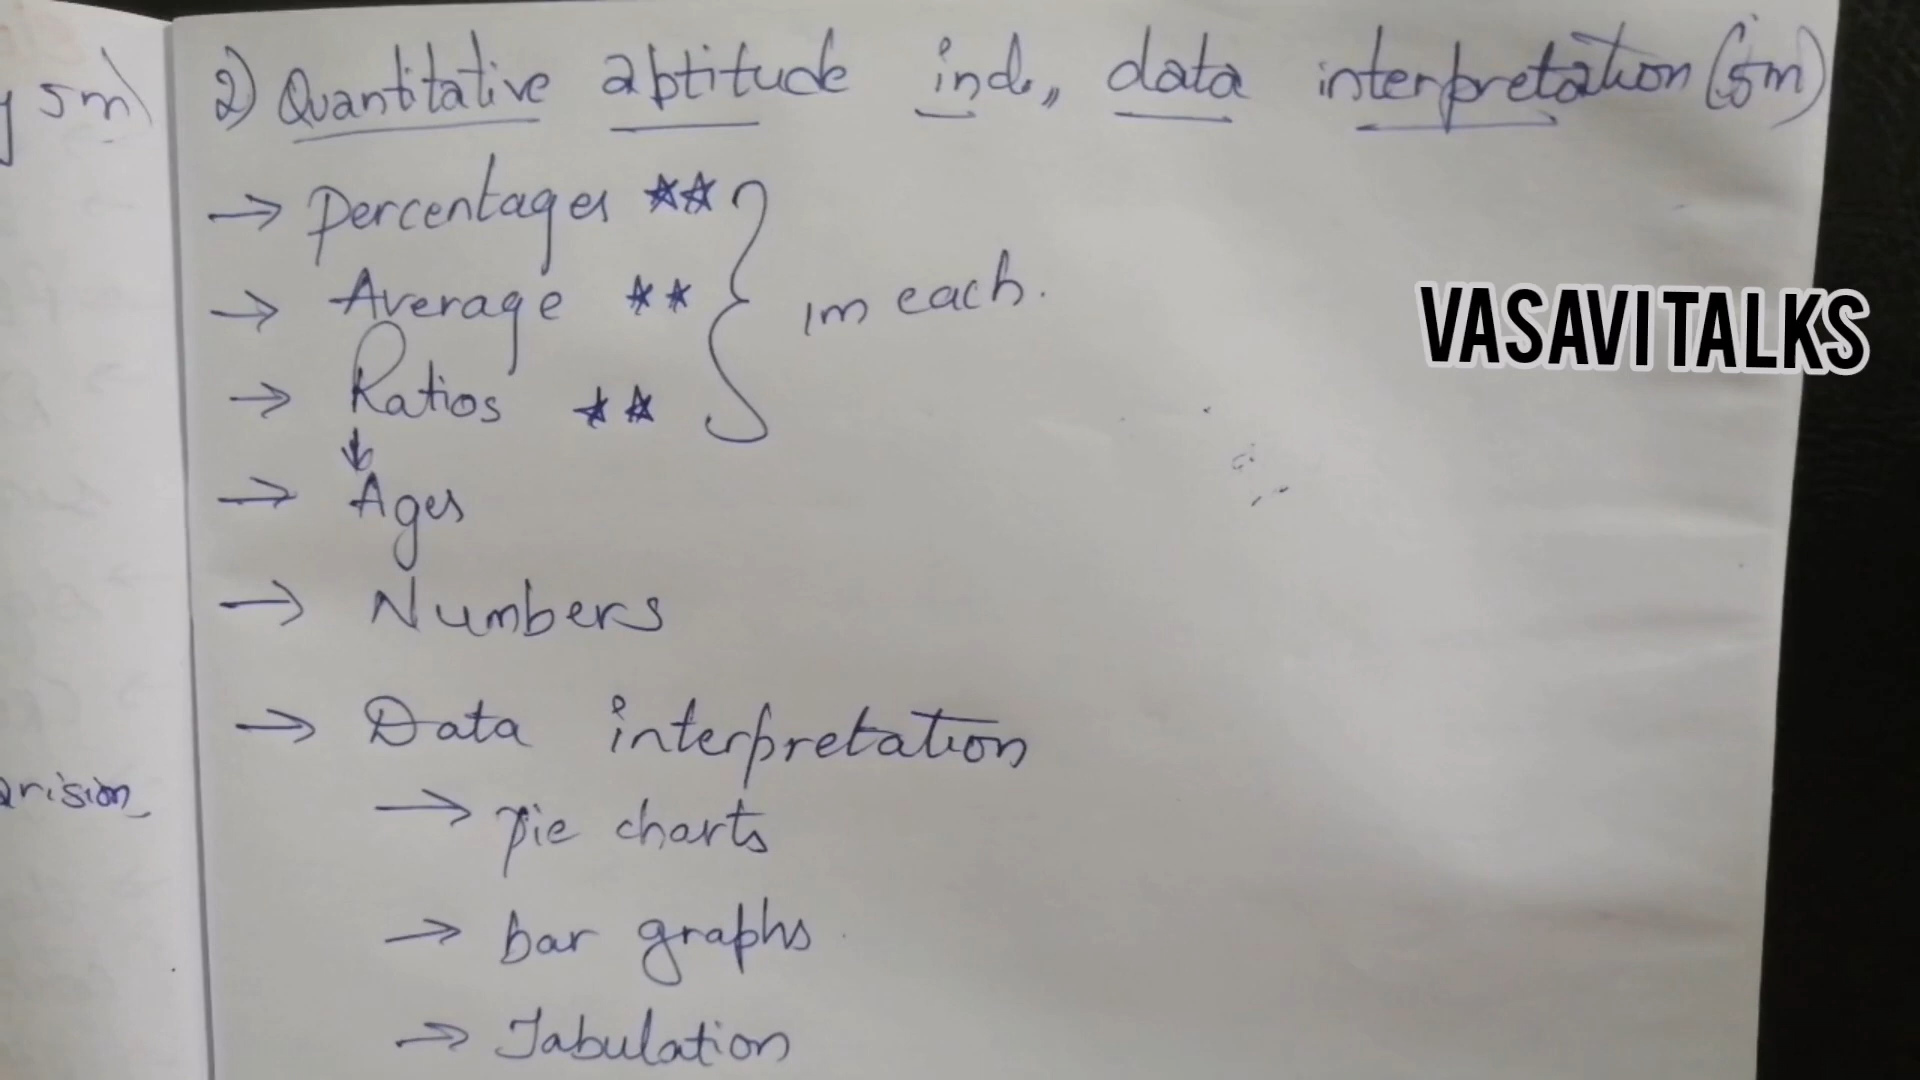 2) Quantitative aptitude incl., data interpretation (5m)
→ percentages ★★
→ Average ★★
1m each.
→ Ratios ★★
→ Ages
→ Numbers
→ Data interpretation
→ pie charts
→ bar graphs
→ Tabulation
5m)
arision
VASAVI TALKS